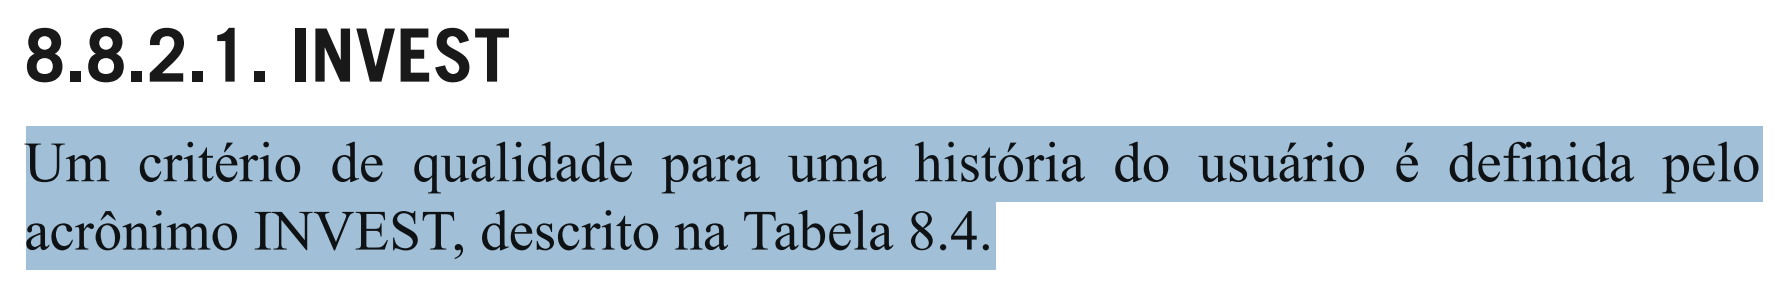 8.8.2.1. INVEST
Um critério de qualidade para uma história do usuário é definida pelo
acrônimo INVEST, descrito na Tabela 8.4.